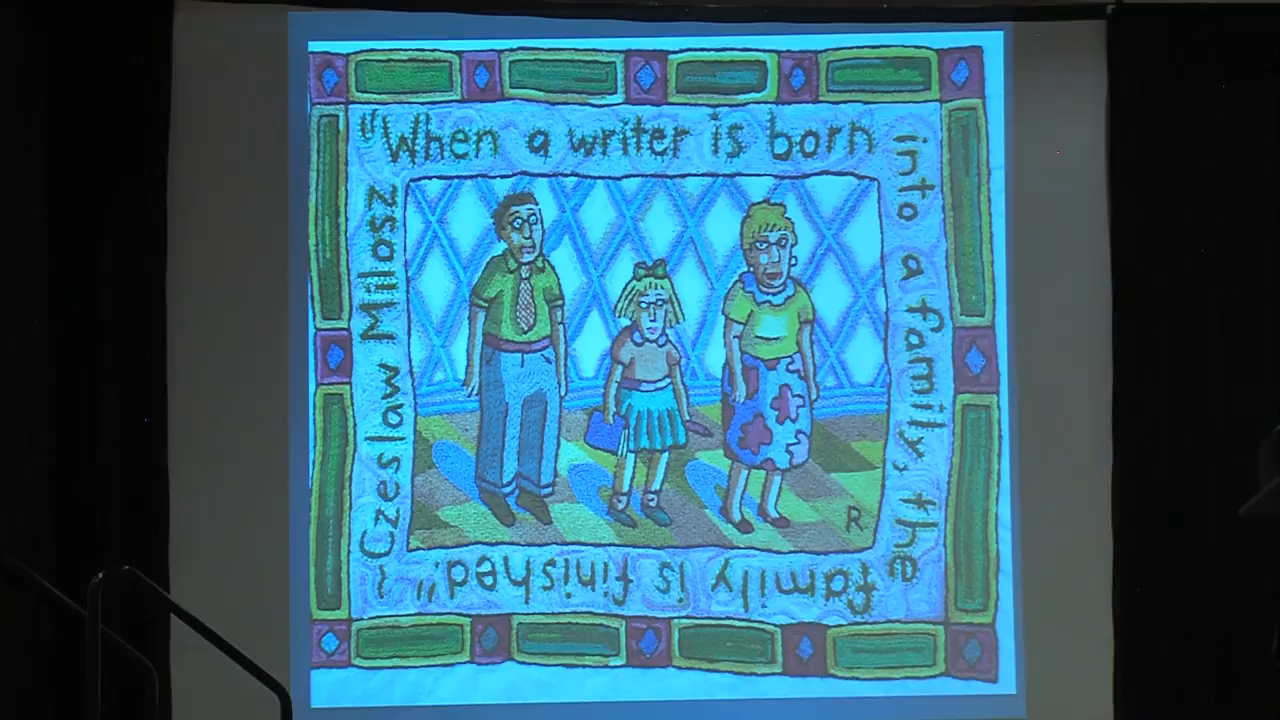 "When a writer is born
into a family, the
family is finished."
~Czeslaw Milosz
R